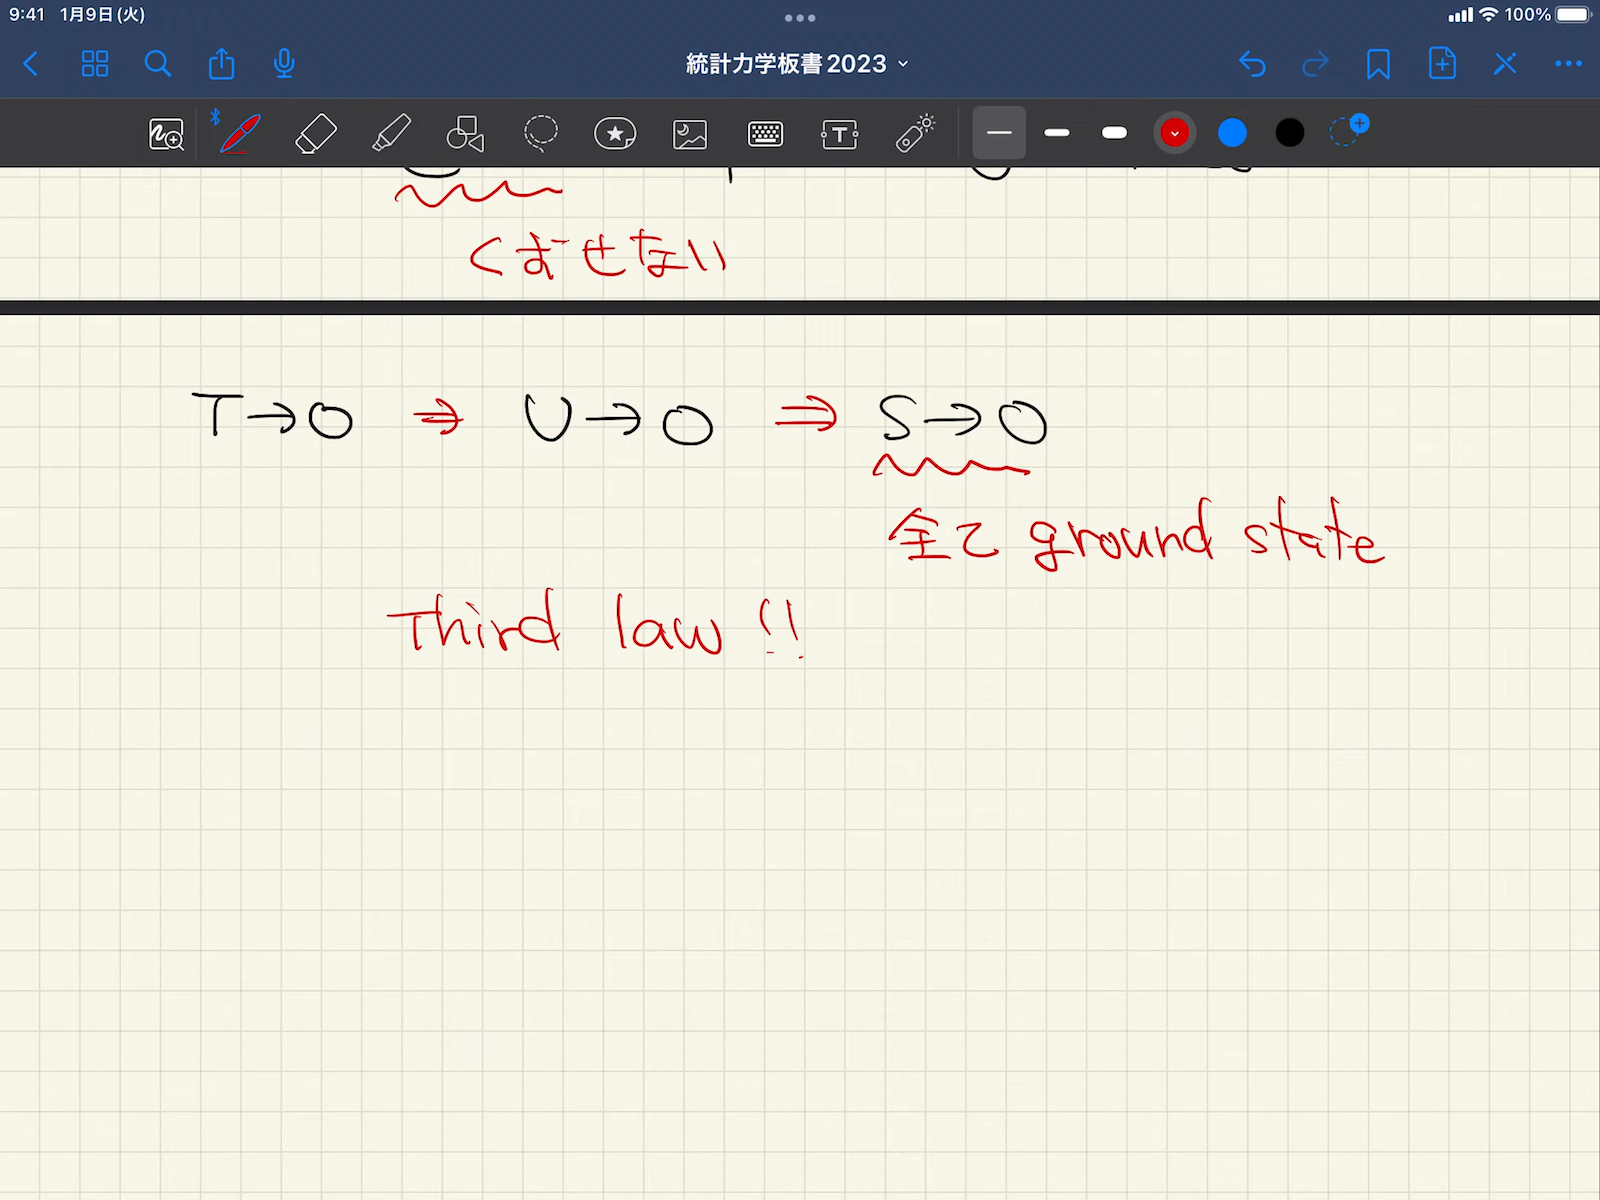 9:41 1月9日(火)
100%
統計力学板書2023
くずせない
T→0 ⇒ U→0 ⇒ S→0
全て ground state
Third law !!